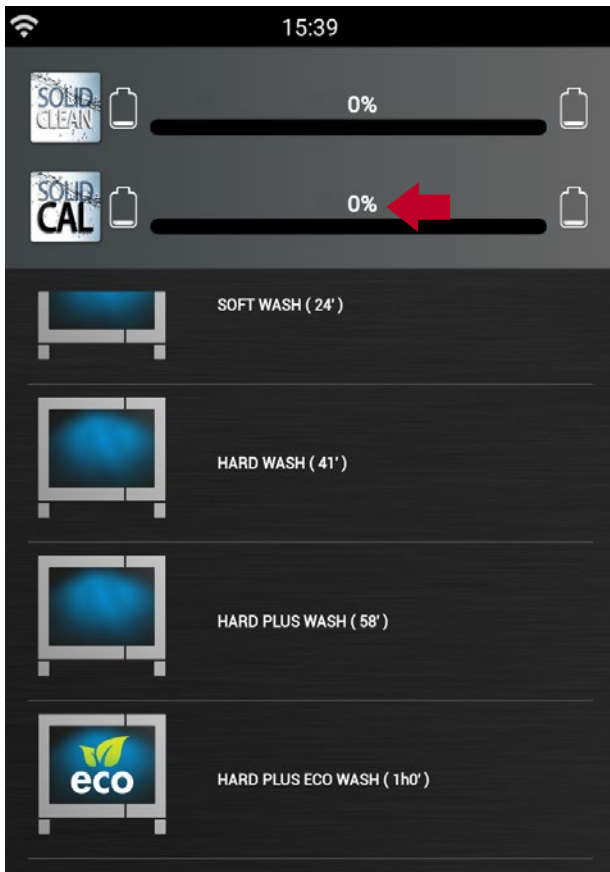 15:39
SOLID
CLEAN
0%
SOLID
CAL
0%
SOFT WASH ( 24' )
HARD WASH ( 41' )
HARD PLUS WASH ( 58' )
eco
HARD PLUS ECO WASH ( 1h0' )